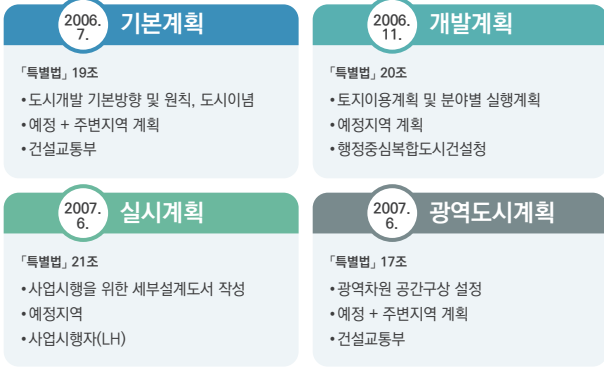 2006.
7.
기본계획
「특별법」 19조
•도시개발 기본방향 및 원칙, 도시이념
•예정 + 주변지역 계획
•건설교통부
2006.
11.
개발계획
「특별법」 20조
•토지이용계획 및 분야별 실행계획
•예정지역 계획
•행정중심복합도시건설청
2007.
6.
실시계획
「특별법」 21조
•사업시행을 위한 세부설계도서 작성
•예정지역
•사업시행자(LH)
2007.
6.
광역도시계획
「특별법」 17조
•광역차원 공간구상 설정
•예정 + 주변지역 계획
•건설교통부